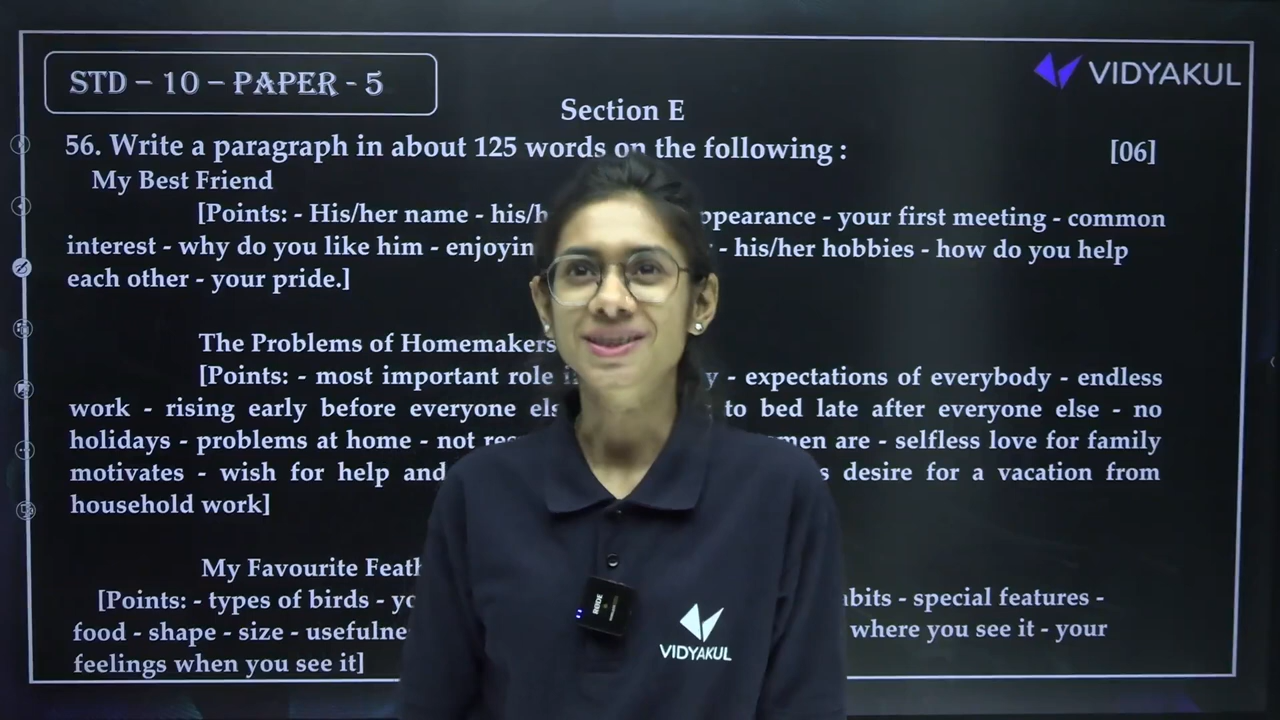 STD – 10 – PAPER - 5
VIDYAKUL
Section E
56. Write a paragraph in about 125 words on the following : [06]
My Best Friend
[Points: - His/her name - his/h ppearance - your first meeting - common
interest - why do you like him - enjoyin - his/her hobbies - how do you help
each other - your pride.]
The Problems of Homemakers
[Points: - most important role i y - expectations of everybody - endless
work - rising early before everyone els to bed late after everyone else - no
holidays - problems at home - not res men are - selfless love for family
motivates - wish for help and s desire for a vacation from
household work]
My Favourite Feath
[Points: - types of birds - yo abits - special features -
food - shape - size - usefulne where you see it - your
feelings when you see it]
RØDE
VIDYAKUL